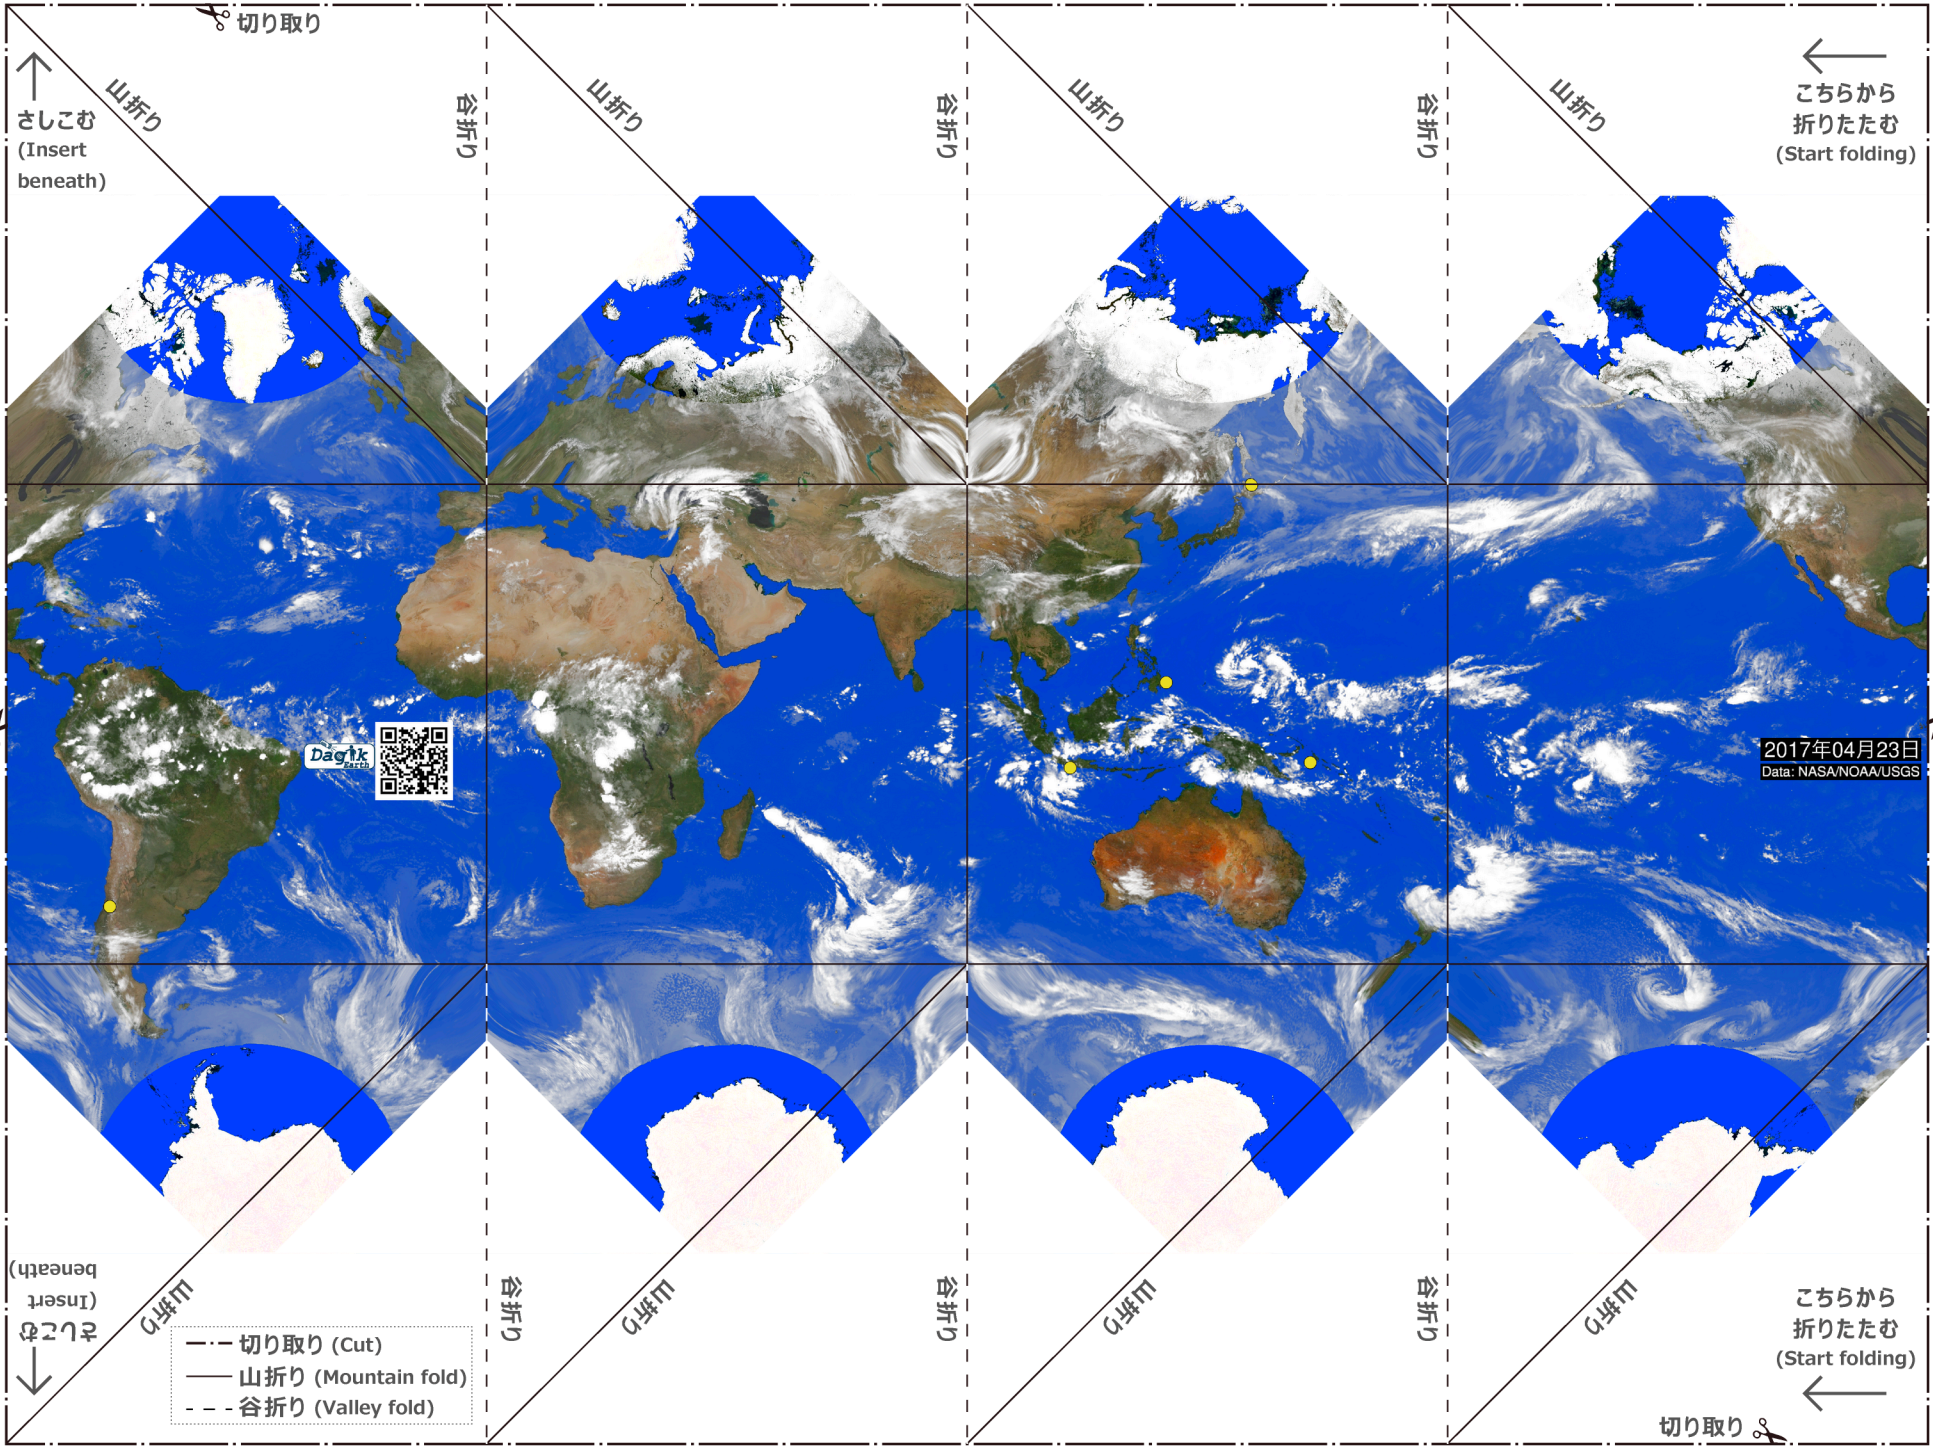 切り取り
山折り
谷折り
山折り
谷折り
山折り
谷折り
山折り
さしこむ
(Insert
beneath)
こちらから
折りたたむ
(Start folding)
Dagik
Earth
2017年04月23日
Data: NASA/NOAA/USGS
さしこむ
(Insert
beneath)
山折り
谷折り
山折り
谷折り
山折り
谷折り
山折り
こちらから
折りたたむ
(Start folding)
切り取り (Cut)
山折り (Mountain fold)
谷折り (Valley fold)
切り取り